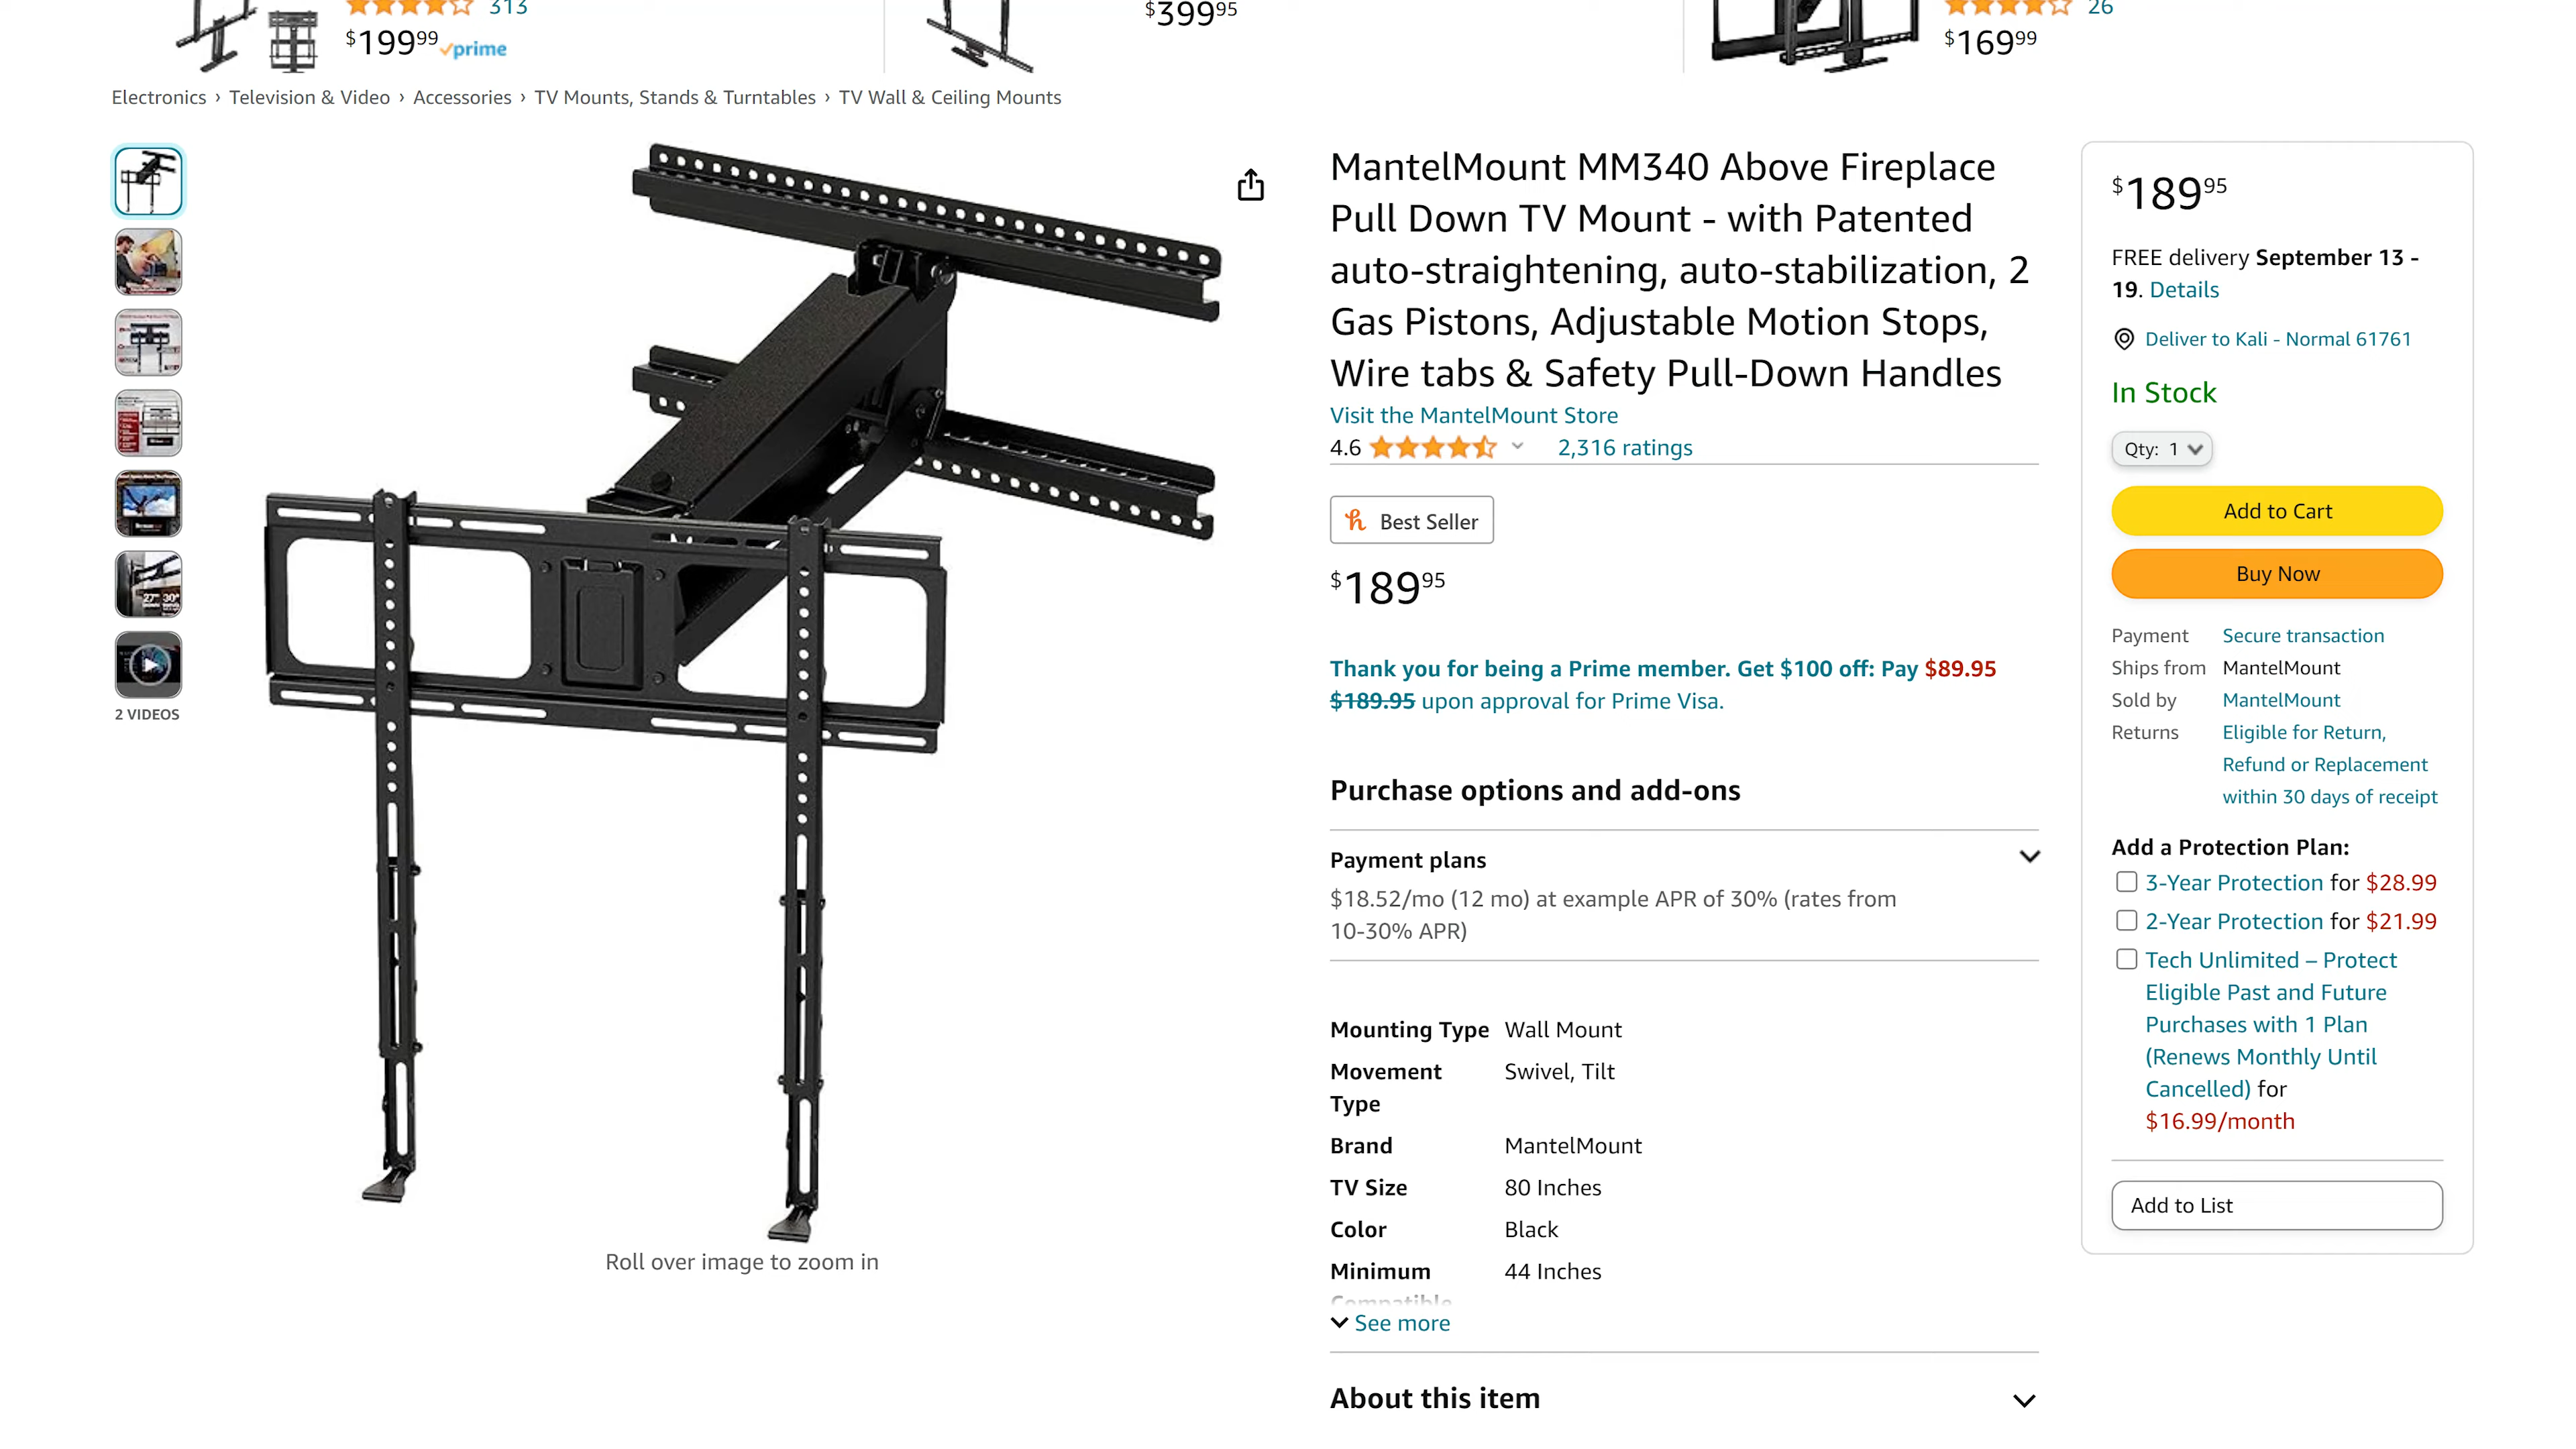 313
$199 99 prime
$399 95
26
$169 99
Electronics › Television & Video › Accessories › TV Mounts, Stands & Turntables › TV Wall & Ceiling Mounts
2 VIDEOS
Roll over image to zoom in
MantelMount MM340 Above Fireplace
Pull Down TV Mount - with Patented
auto-straightening, auto-stabilization, 2
Gas Pistons, Adjustable Motion Stops,
Wire tabs & Safety Pull-Down Handles
Visit the MantelMount Store
4.6 2,316 ratings
Best Seller
$189 95
Thank you for being a Prime member. Get $100 off: Pay $89.95
$189.95 upon approval for Prime Visa.
Purchase options and add-ons
Payment plans
$18.52/mo (12 mo) at example APR of 30% (rates from
10-30% APR)
Mounting Type Wall Mount
Movement Swivel, Tilt
Type
Brand MantelMount
TV Size 80 Inches
Color Black
Minimum 44 Inches
Compatible
See more
About this item
$189 95
FREE delivery September 13 -
19. Details
Deliver to Kali - Normal 61761
In Stock
Qty: 1
Add to Cart
Buy Now
Payment Secure transaction
Ships from MantelMount
Sold by MantelMount
Returns Eligible for Return,
Refund or Replacement
within 30 days of receipt
Add a Protection Plan:
3-Year Protection for $28.99
2-Year Protection for $21.99
Tech Unlimited – Protect
Eligible Past and Future
Purchases with 1 Plan
(Renews Monthly Until
Cancelled) for
$16.99/month
Add to List